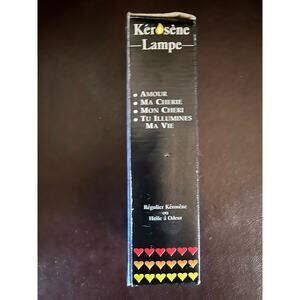 Kérosène
Lampe
• Amour
• Ma Cherie
• Mon Cheri
• Tu Illumines
Ma Vie
Régulier Kérosène
ou
Huile à Odeur